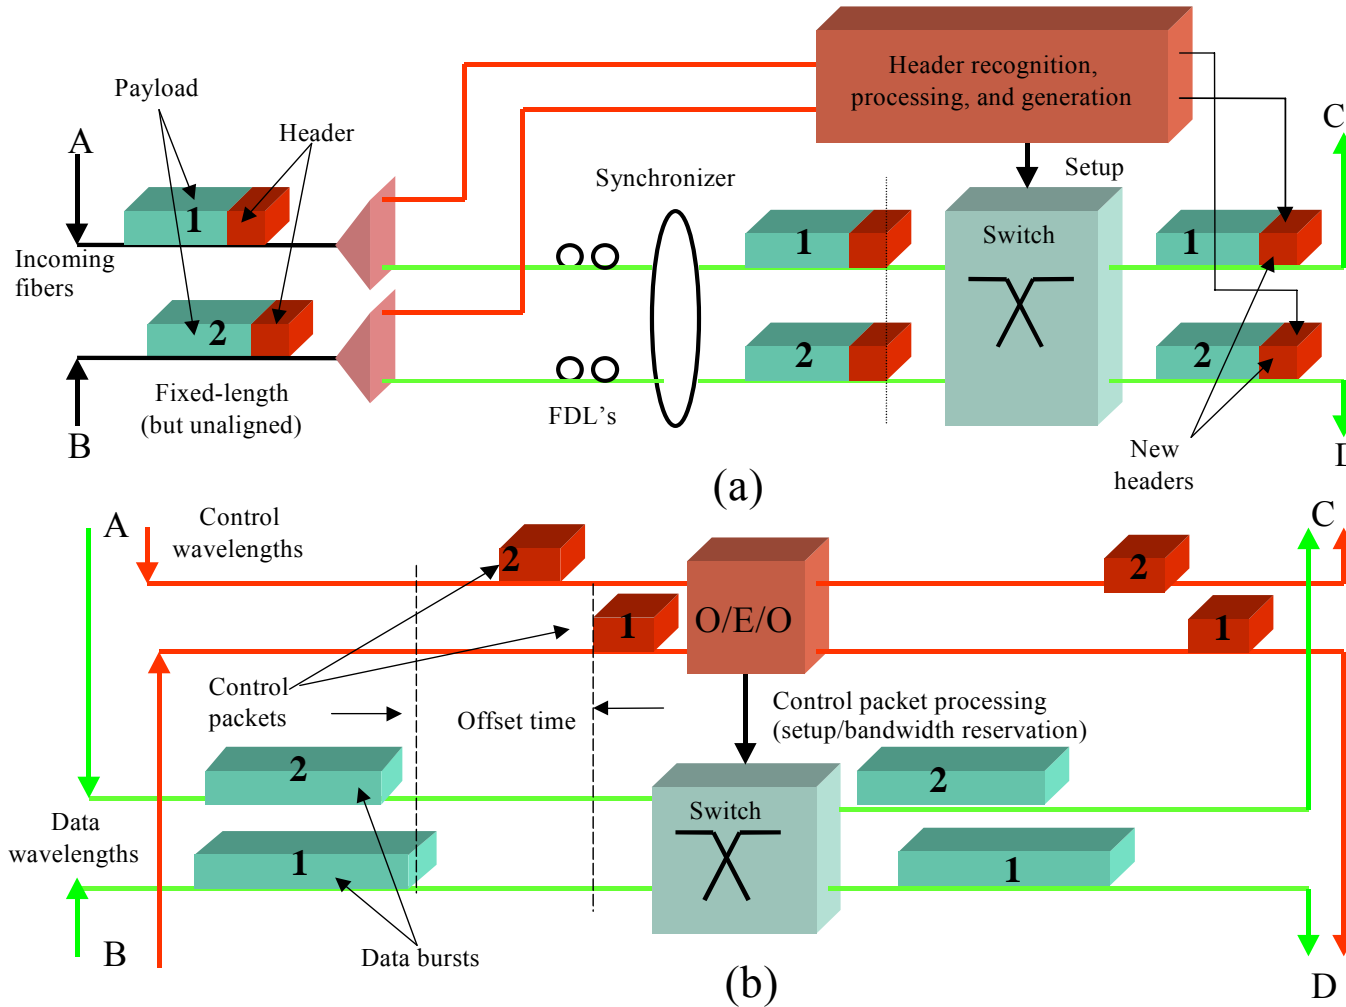 Payload
Header
A
1
Incoming
fibers
2
Fixed-length
(but unaligned)
B
Synchronizer
FDL's
1
2
Header recognition,
processing, and generation
Setup
Switch
C
1
2
New
headers
D
(a)
A
Control
wavelengths
2
1
O/E/O
2
1
C
Control
packets
Offset time
Control packet processing
(setup/bandwidth reservation)
2
Data
wavelengths
1
Switch
2
1
B
Data bursts
D
(b)